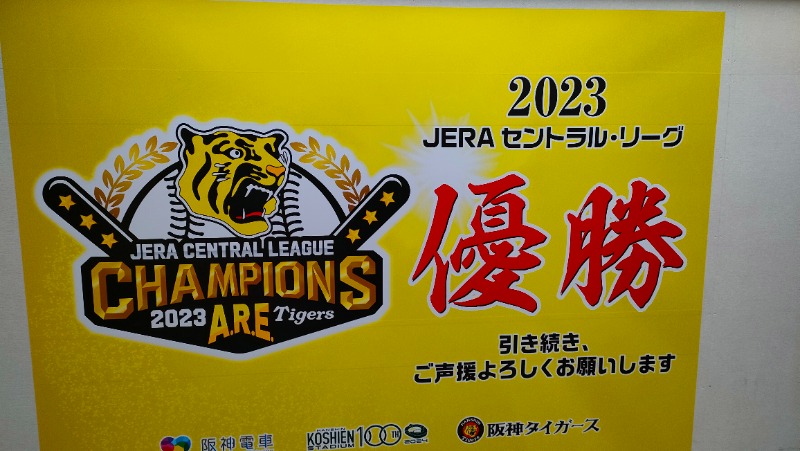 2023
JERA セントラル・リーグ
優勝
引き続き、
ご声援よろしくお願いします
JERA CENTRAL LEAGUE
CHAMPIONS
2023 A.R.E. Tigers
阪神電車
KOSHIEN 100TH 2024
STADIUM
阪神タイガース